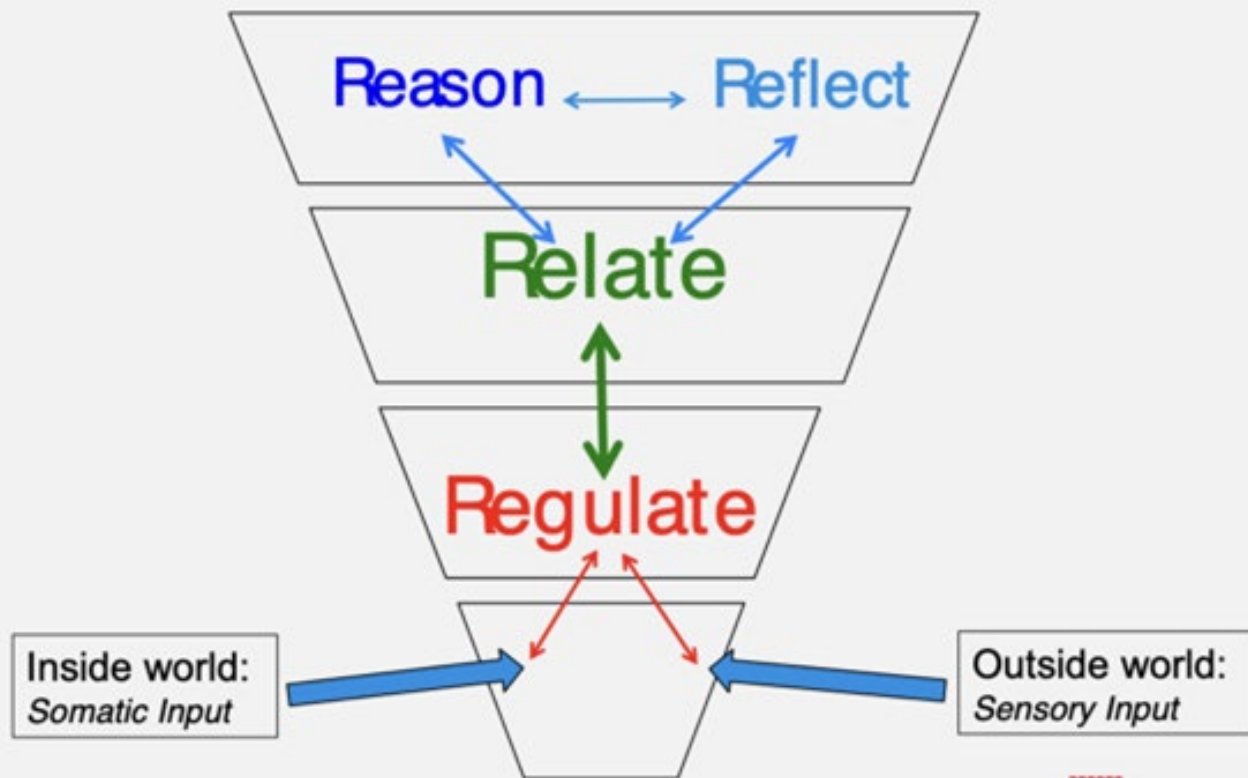 Reason
Reflect
Relate
Regulate
Inside world:
Somatic Input
Outside world:
Sensory Input